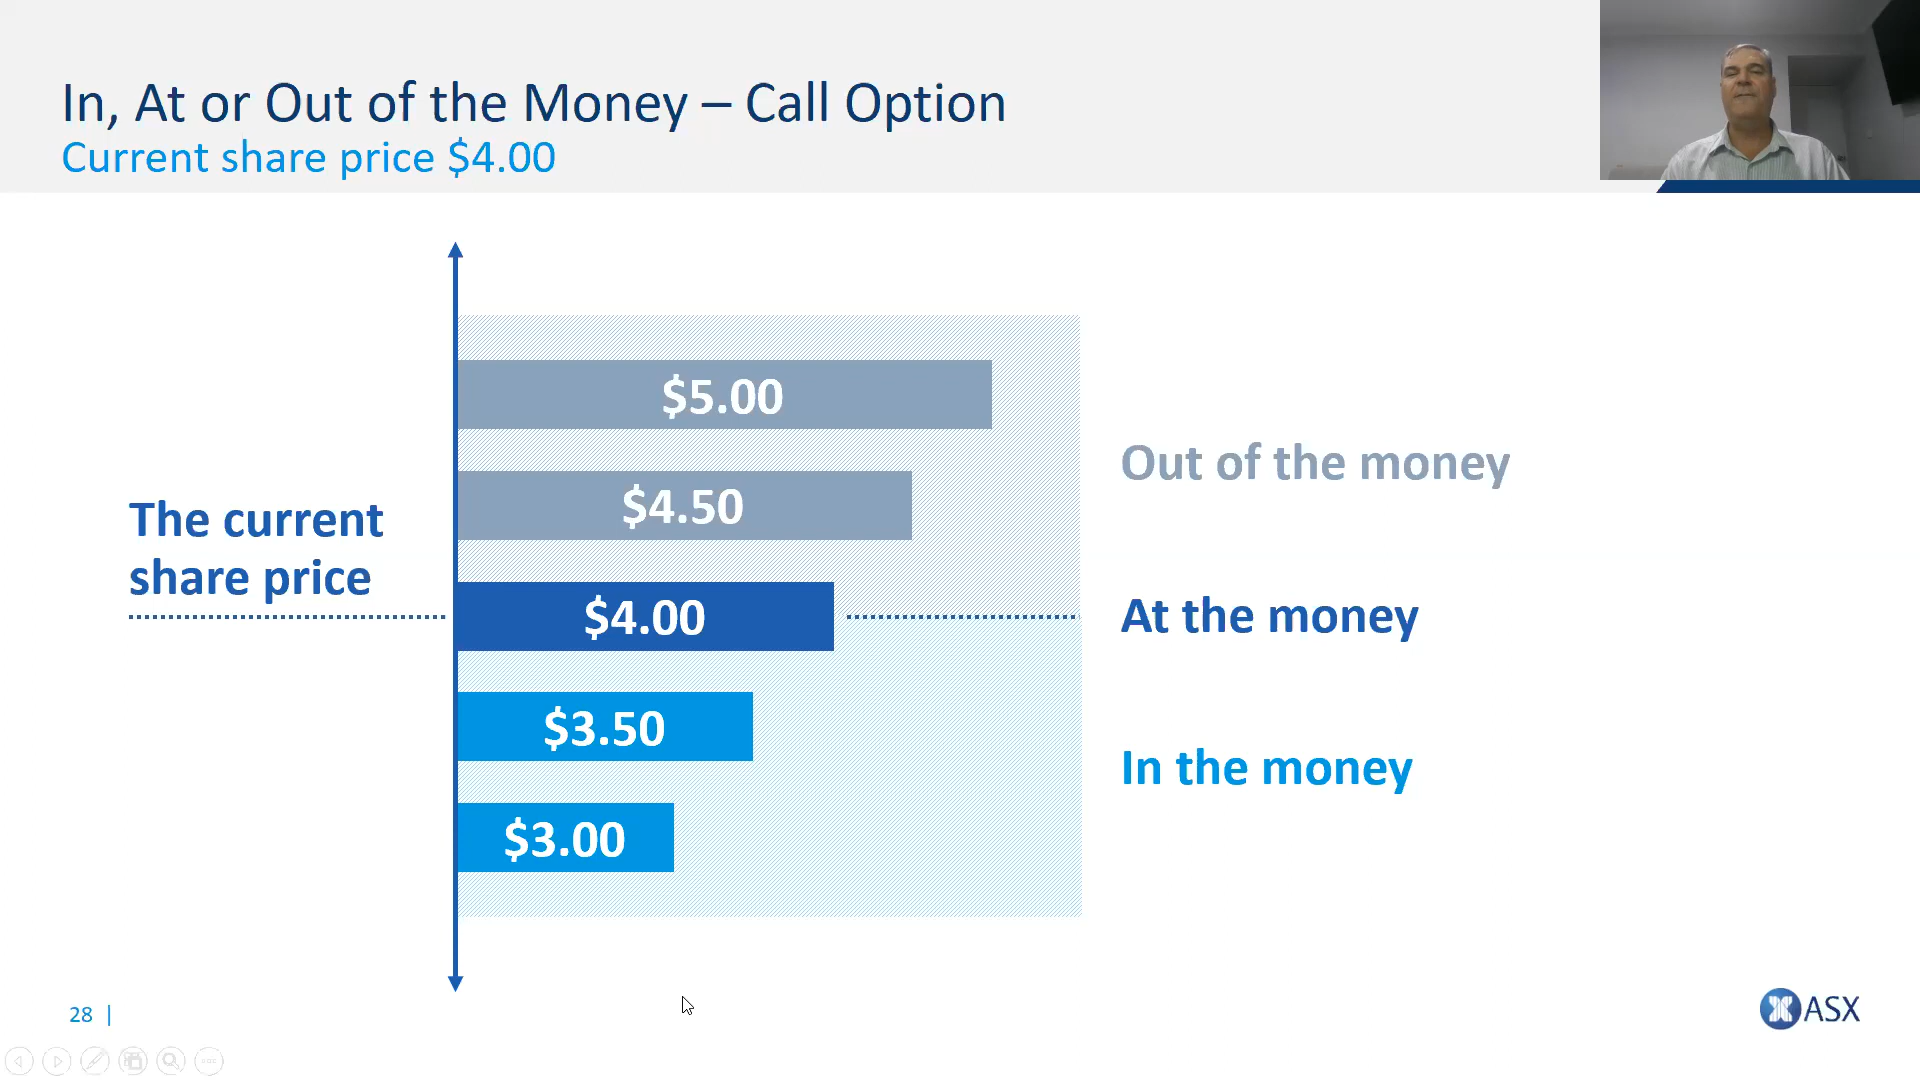 In, At or Out of the Money – Call Option
Current share price $4.00
$5.00
Out of the money
$4.50
The current
share price
$4.00
At the money
$3.50
In the money
$3.00
28 |
ASX